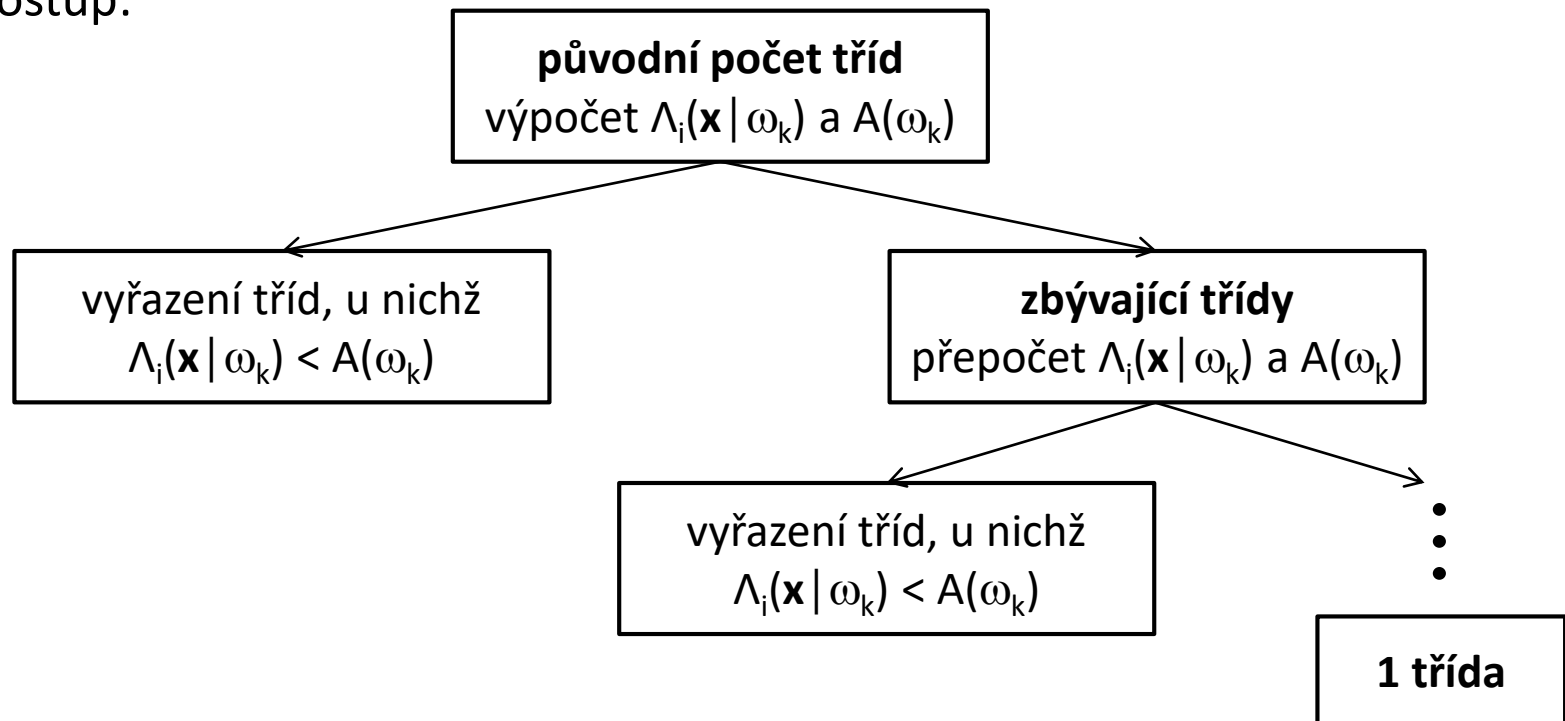 ostup:
původní počet tříd
výpočet Λᵢ(x|ωₖ) a A(ωₖ)
vyřazení tříd, u nichž
Λᵢ(x|ωₖ) < A(ωₖ)
zbývající třídy
přepočet Λᵢ(x|ωₖ) a A(ωₖ)
vyřazení tříd, u nichž
Λᵢ(x|ωₖ) < A(ωₖ)
1 třída